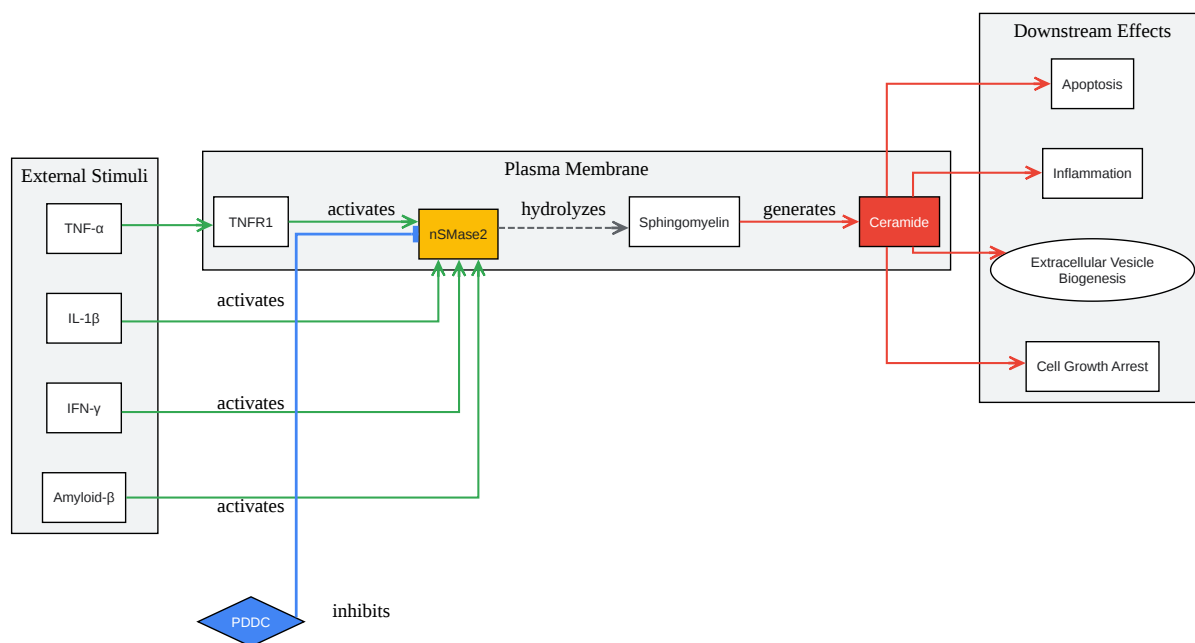 Downstream Effects
Apoptosis
External Stimuli
Plasma Membrane
Inflammation
TNF-α
TNFR1
activates
nSMase2
hydrolyzes
Sphingomyelin
generates
Ceramide
Extracellular Vesicle
Biogenesis
activates
IL-1β
Cell Growth Arrest
IFN-γ
activates
Amyloid-β
activates
PDDC
inhibits